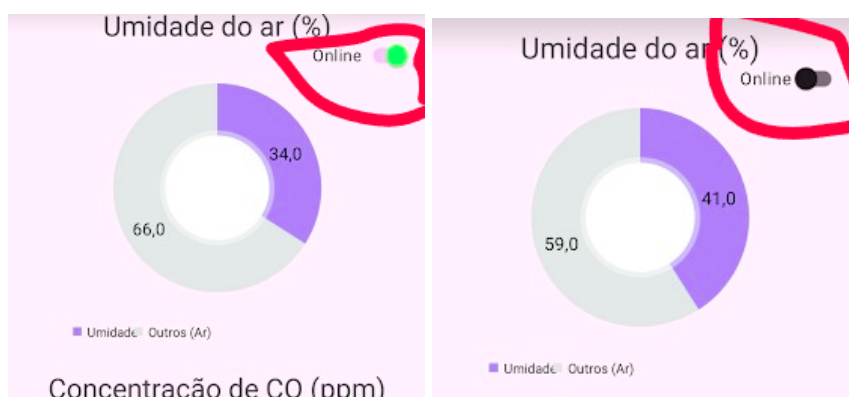 Umidade do ar (%)
Online
34,0
66,0
Umidade Outros (Ar)
Concentração de CO (ppm)
Umidade do ar (%)
Online
41,0
59,0
Umidade Outros (Ar)